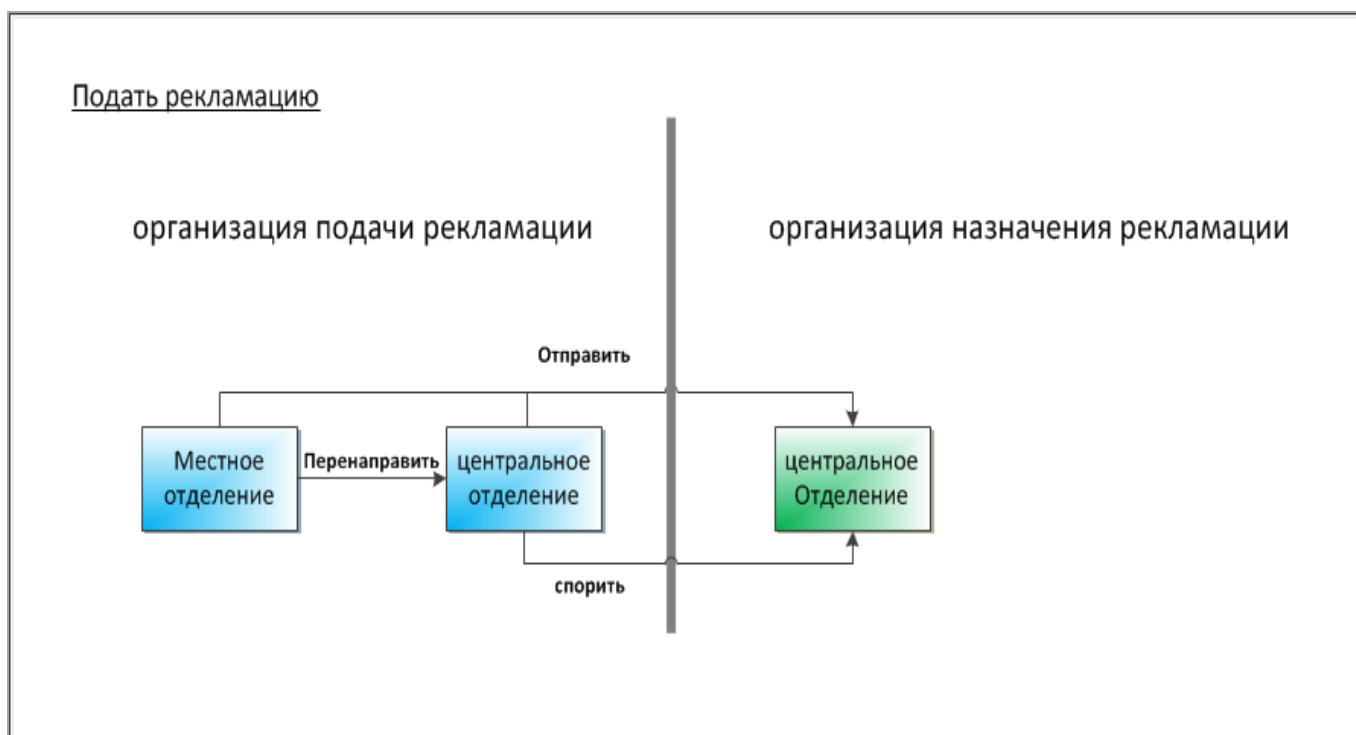 Подать рекламацию
организация подачи рекламации
организация назначения рекламации
Отправить
Местное
отделение
Перенаправить
центральное
отделение
центральное
Отделение
спорить